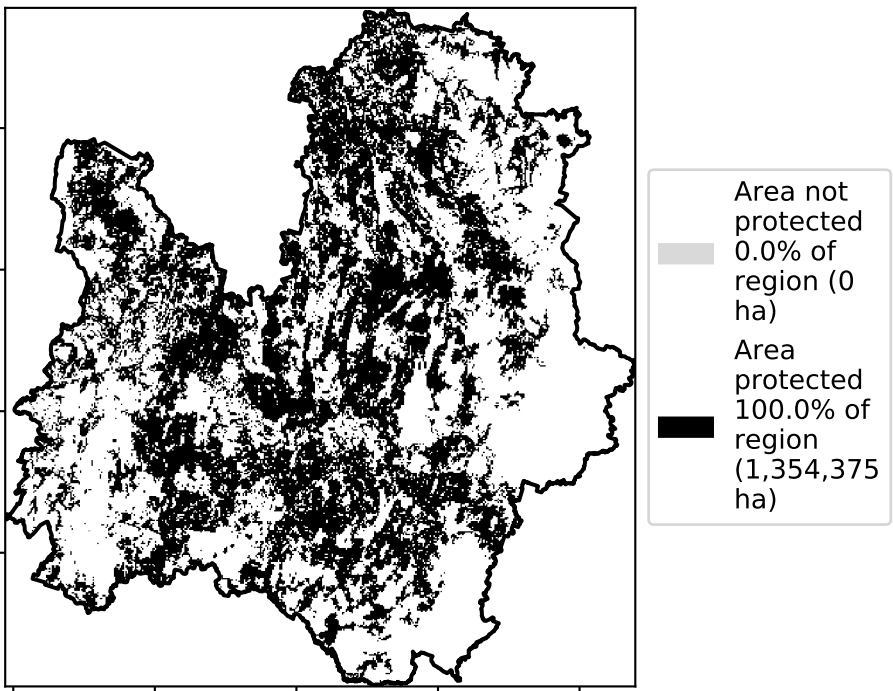 Area not
protected
0.0% of
region (0
ha)
Area
protected
100.0% of
region
(1,354,375
ha)